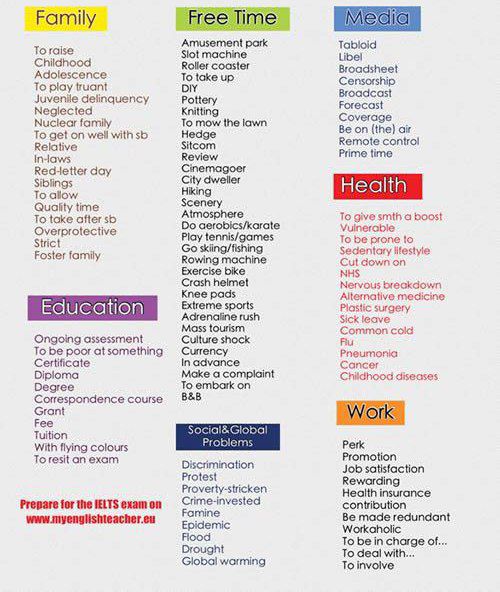 Family
To raise
Childhood
Adolescence
To play truant
Juvenile delinquency
Neglected
Nuclear family
To get on well with sb
Relative
In-laws
Red-letter day
Siblings
To allow
Quality time
To take after sb
Overprotective
Strict
Foster family
Education
Ongoing assessment
To be poor at something
Certificate
Diploma
Degree
Correspondence course
Grant
Fee
Tuition
With flying colours
To resit an exam
Prepare for the IELTS exam on
www.myenglishteacher.eu
Free Time
Amusement park
Slot machine
Roller coaster
To take up
DIY
Pottery
Knitting
To mow the lawn
Hedge
Sitcom
Review
Cinemagoer
City dweller
Hiking
Scenery
Atmosphere
Do aerobics/karate
Play tennis/games
Go skiing/fishing
Rowing machine
Exercise bike
Crash helmet
Knee pads
Extreme sports
Adrenaline rush
Mass tourism
Culture shock
Currency
In advance
Make a complaint
To embark on
B&B
Social&Global
Problems
Discrimination
Protest
Proverty-stricken
Crime-invested
Famine
Epidemic
Flood
Drought
Global warming
Media
Tabloid
Libel
Broadsheet
Censorship
Broadcast
Forecast
Coverage
Be on (the) air
Remote control
Prime time
Health
To give smth a boost
Vulnerable
To be prone to
Sedentary lifestyle
Cut down on
NHS
Nervous breakdown
Alternative medicine
Plastic surgery
Sick leave
Common cold
Flu
Pneumonia
Cancer
Childhood diseases
Work
Perk
Promotion
Job satisfaction
Rewarding
Health insurance
contribution
Be made redundant
Workaholic
To be in charge of...
To deal with...
To involve